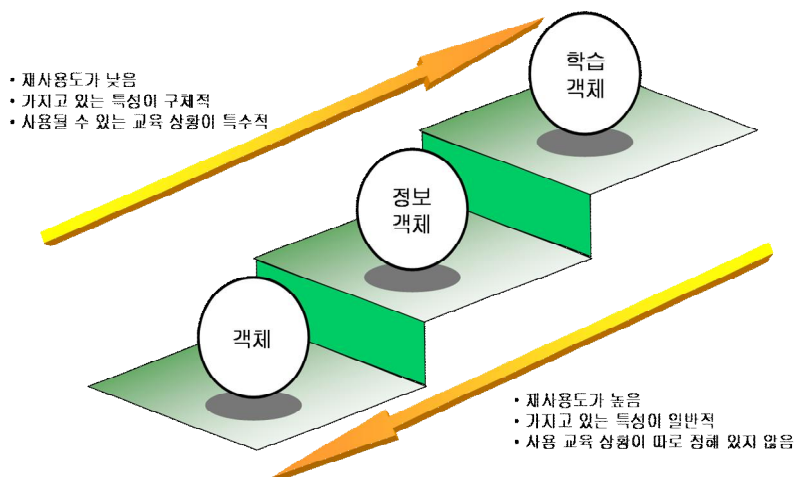 • 재사용도가 낮음
• 가지고 있는 특성이 구체적
• 사용될 수 있는 교육 상황이 특수적
학습
객체
정보
객체
객체
• 재사용도가 높음
• 가지고 있는 특성이 일반적
• 사용 교육 상황이 따로 정해 있지 않음